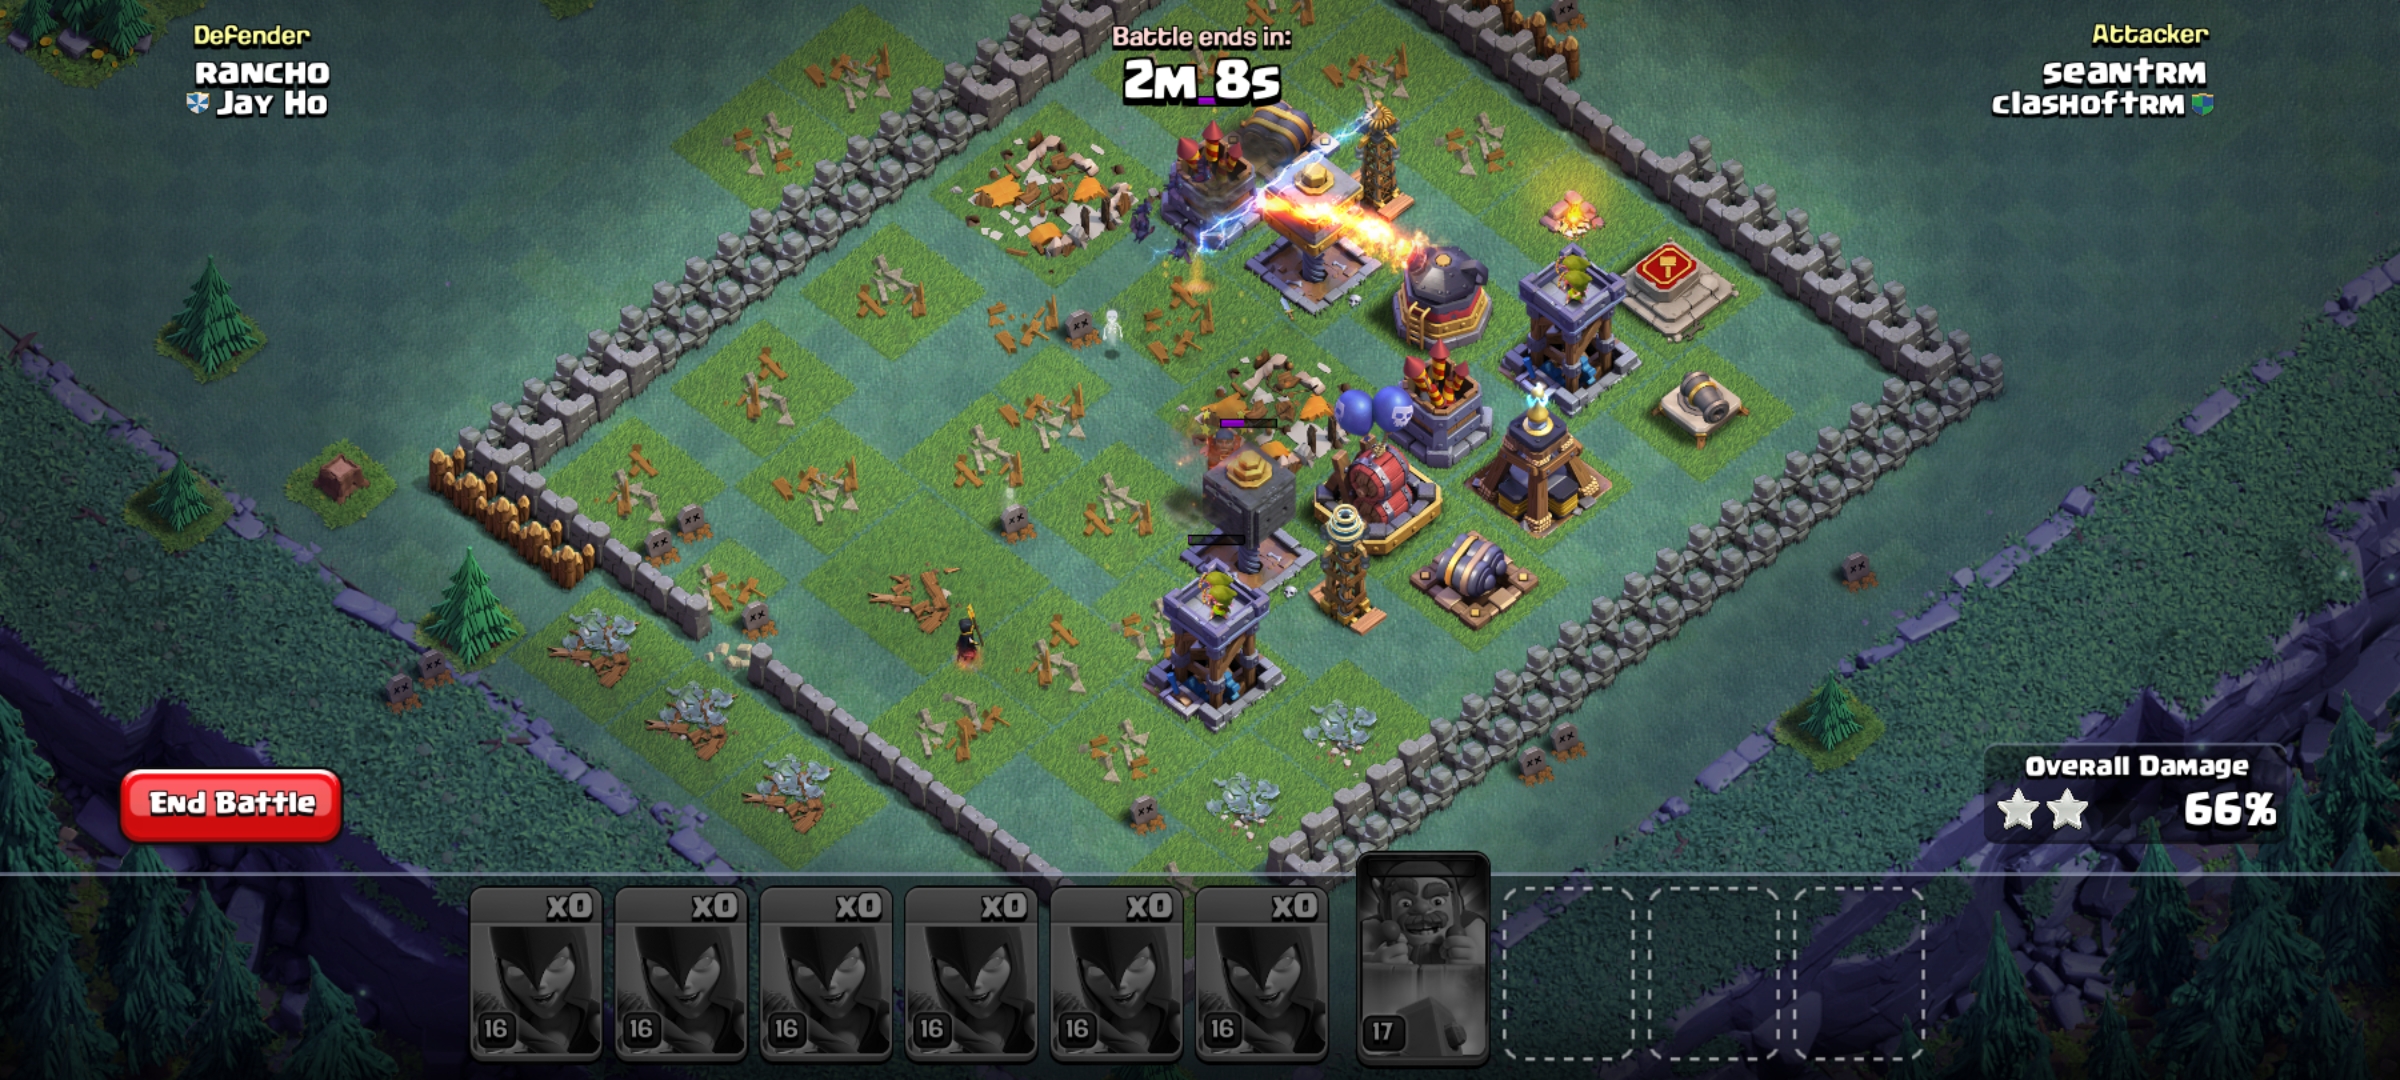 Defender
RANCHO
Jay Ho
Battle ends in:
2M 8s
Attacker
seantRM
clashoftRM
End Battle
Overall Damage
66%
x0
x0
x0
x0
x0
x0
16
16
16
16
16
16
17